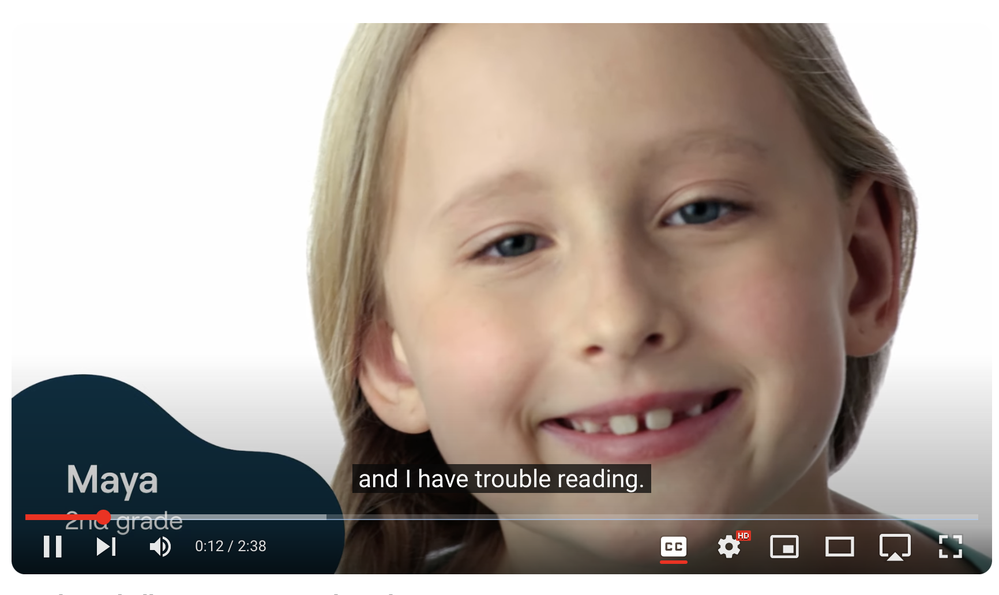 Maya
and I have trouble reading.
2nd grade
0:12 / 2:38
CC
HD